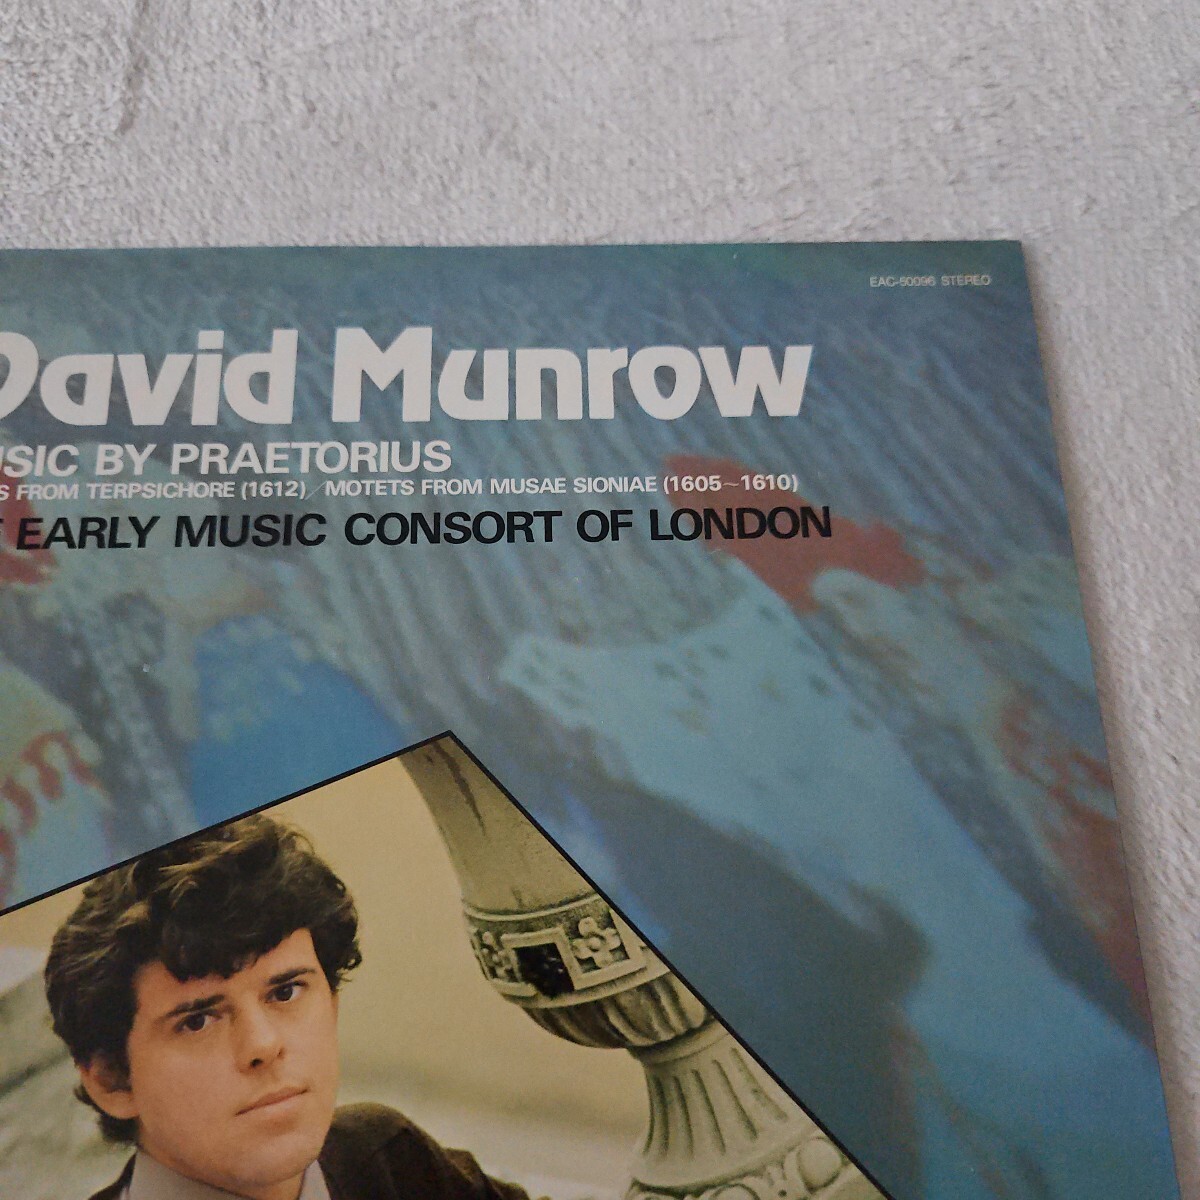 EAC-60096 STEREO
David Munrow
USIC BY PRAETORIUS
S FROM TERPSICHORE (1612) / MOTETS FROM MUSAE SIONIAE (1605~1610)
EARLY MUSIC CONSORT OF LONDON